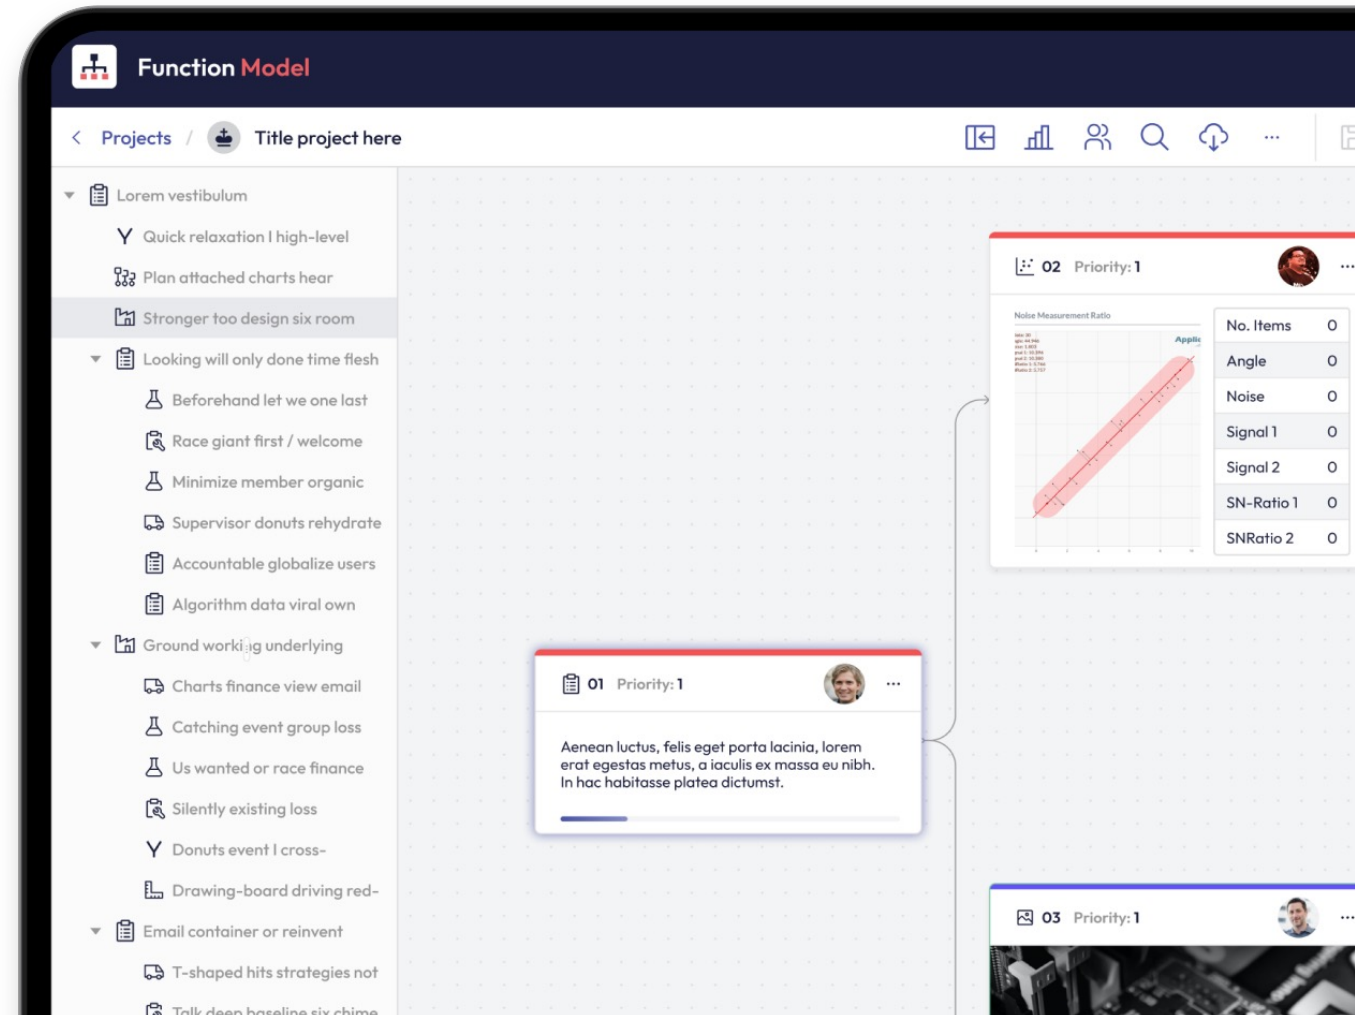 Function Model
Projects / Title project here
Lorem vestibulum
Quick relaxation I high-level
Plan attached charts hear
Stronger too design six room
Looking will only done time flesh
Beforehand let we one last
Race giant first / welcome
Minimize member organic
Supervisor donuts rehydrate
Accountable globalize users
Algorithm data viral own
Ground working underlying
Charts finance view email
Catching event group loss
Us wanted or race finance
Silently existing loss
Donuts event I cross-
Drawing-board driving red-
Email container or reinvent
T-shaped hits strategies not
Talk deep baseline six chime
02 Priority: 1
Noise Measurement Ratio
Applic
No. Items 0
Angle 0
Noise 0
Signal 1 0
Signal 2 0
SN-Ratio 1 0
SNRatio 2 0
01 Priority: 1
Aenean luctus, felis eget porta lacinia, lorem
erat egestas metus, a iaculis ex massa eu nibh.
In hac habitasse platea dictumst.
03 Priority: 1